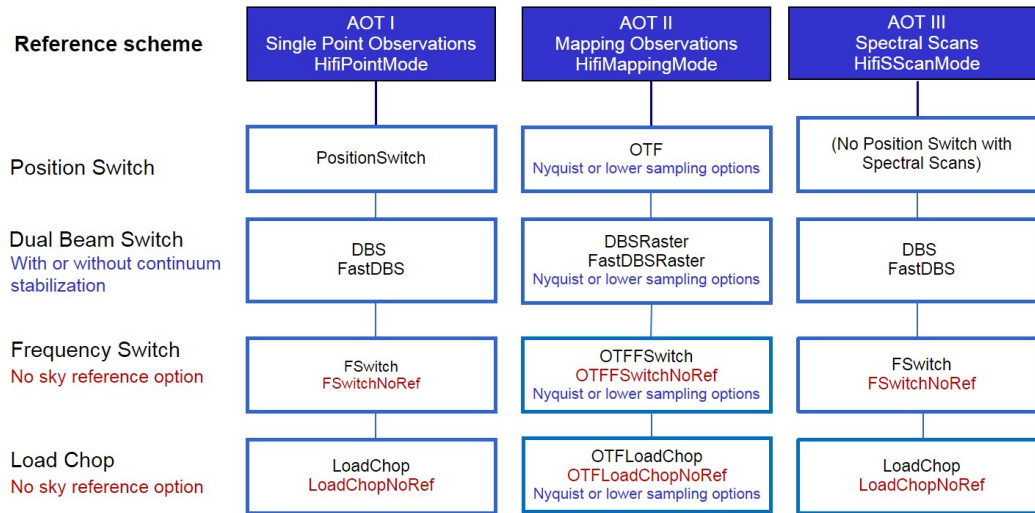 Reference scheme
AOT I
Single Point Observations
HifiPointMode
AOT II
Mapping Observations
HifiMappingMode
AOT III
Spectral Scans
HifiSScanMode
Position Switch
PositionSwitch
OTF
Nyquist or lower sampling options
(No Position Switch with
Spectral Scans)
Dual Beam Switch
With or without continuum
stabilization
DBS
FastDBS
DBSRaster
FastDBSRaster
Nyquist or lower sampling options
DBS
FastDBS
Frequency Switch
No sky reference option
FSwitch
FSwitchNoRef
OTFFSwitch
OTFFSwitchNoRef
Nyquist or lower sampling options
FSwitch
FSwitchNoRef
Load Chop
No sky reference option
LoadChop
LoadChopNoRef
OTFLoadChop
OTFLoadChopNoRef
Nyquist or lower sampling options
LoadChop
LoadChopNoRef